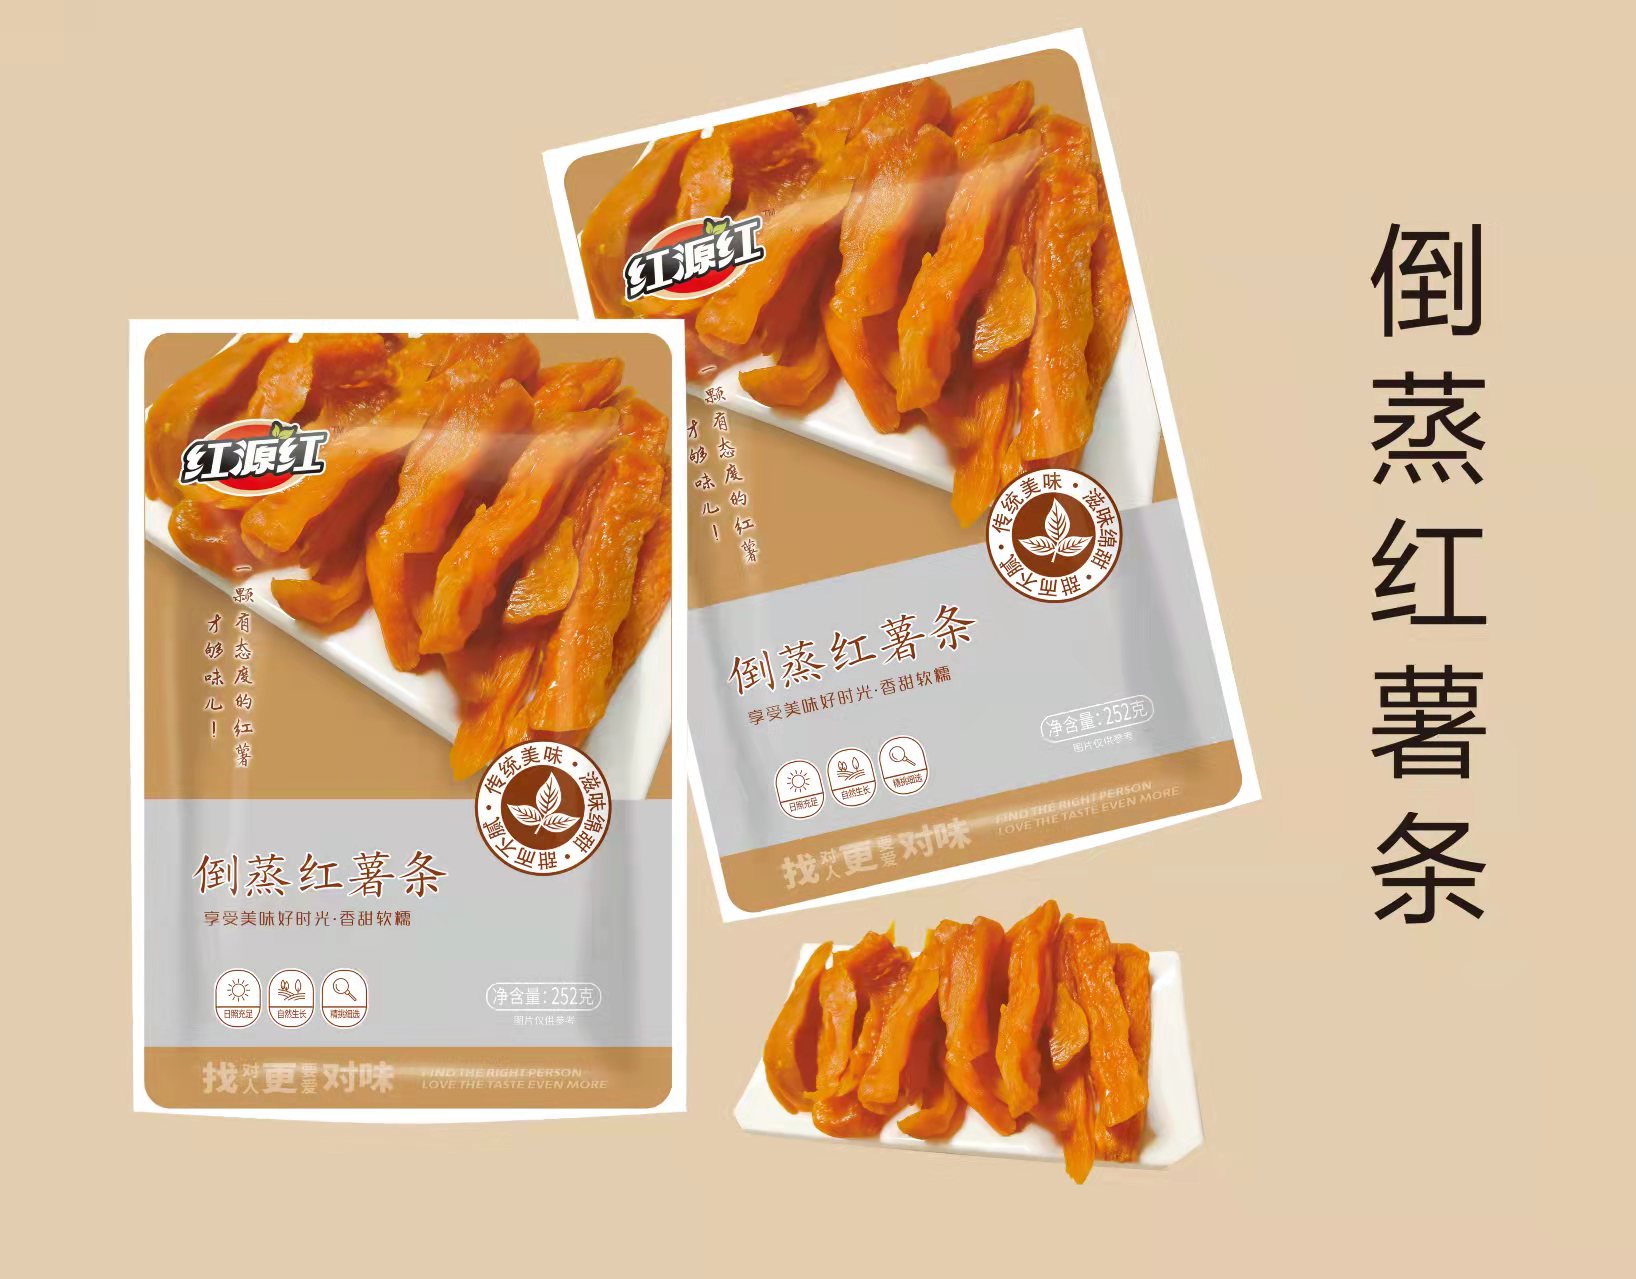 红源红™
一颗有态度的红薯
才够味儿！
传统美味·滋味绵甜·甜而不腻·
倒蒸红薯条
享受美味好时光·香甜软糯
日照充足
自然生长
精挑细选
净含量：252克
图片仅供参考
找对人更要爱对味
FIND THE RIGHT PERSON
LOVE THE TASTE EVEN MORE
红源红™
一颗有态度的红薯
才够味儿！
传统美味·滋味绵甜·甜而不腻·
倒蒸红薯条
享受美味好时光·香甜软糯
日照充足
自然生长
精挑细选
净含量：252克
图片仅供参考
找对人更要爱对味
FIND THE RIGHT PERSON
LOVE THE TASTE EVEN MORE
倒蒸红薯条